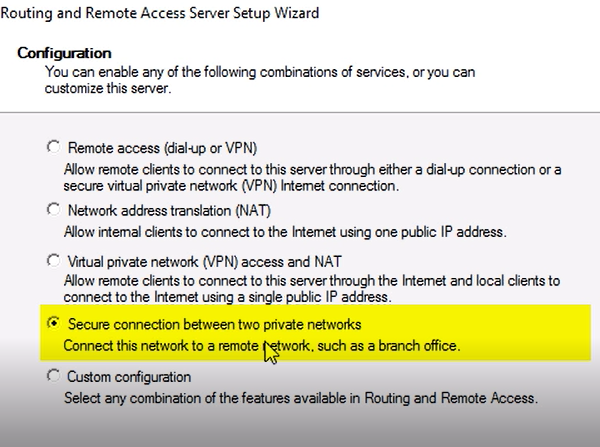 Routing and Remote Access Server Setup Wizard
Configuration
You can enable any of the following combinations of services, or you can
customize this server.
Remote access (dial-up or VPN)
Allow remote clients to connect to this server through either a dial-up connection or a
secure virtual private network (VPN) Internet connection.
Network address translation (NAT)
Allow internal clients to connect to the Internet using one public IP address.
Virtual private network (VPN) access and NAT
Allow remote clients to connect to this server through the Internet and local clients to
connect to the Internet using a single public IP address.
Secure connection between two private networks
Connect this network to a remote network, such as a branch office.
Custom configuration
Select any combination of the features available in Routing and Remote Access.